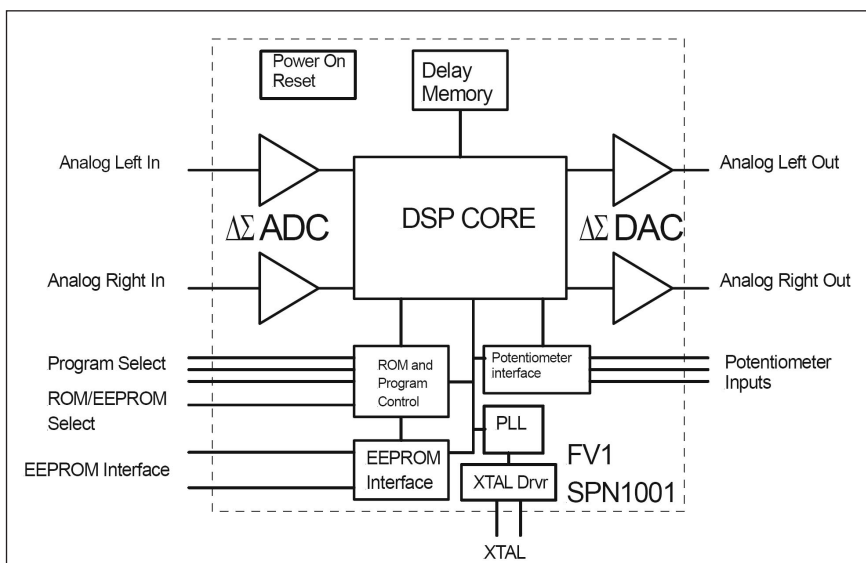 Power On
Reset
Delay
Memory
Analog Left In
Analog Left Out
DSP CORE
ΔΣ ADC
ΔΣ DAC
Analog Right In
Analog Right Out
Program Select
ROM/EEPROM
Select
ROM and
Program
Control
Potentiometer
interface
Potentiometer
Inputs
PLL
EEPROM Interface
EEPROM
Interface
XTAL Drvr
FV1
SPN1001
XTAL